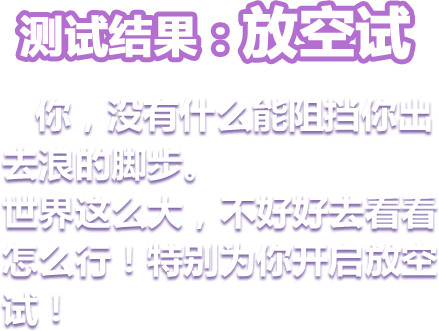 测试结果：放空试
你，没有什么能阻挡你出
去浪的脚步。
世界这么大，不好好去看看
怎么行！特别为你开启放空
试！